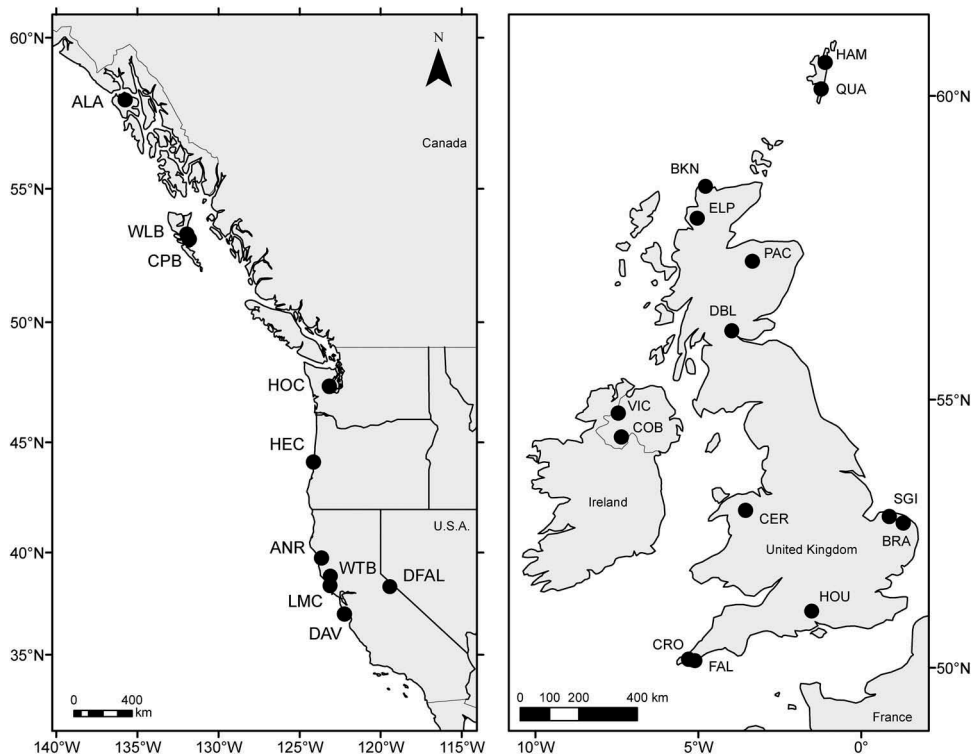 60°N
N
ALA
Canada
55°N
WLB
CPB
50°N
HOC
45°N
HEC
U.S.A.
40°N
ANR
WTB
DFAL
LMC
DAV
35°N
0 400
km
140°W 135°W 130°W 125°W 120°W 115°W
HAM
QUA
60°N
BKN
ELP
PAC
DBL
55°N
VIC
COB
SGI
Ireland
CER
BRA
United Kingdom
HOU
CRO
FAL
50°N
0 100 200 400 km
France
10°W 5°W 0°